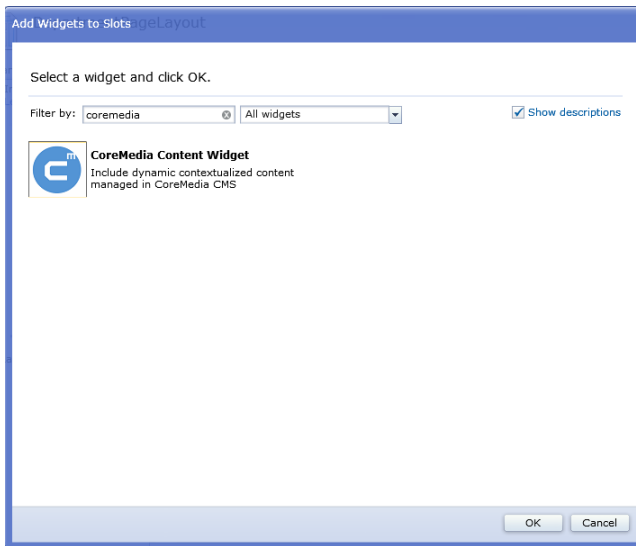 Add Widgets to Slots
Select a widget and click OK.
Filter by: coremedia All widgets Show descriptions
CoreMedia Content Widget
Include dynamic contextualized content
managed in CoreMedia CMS
OK Cancel